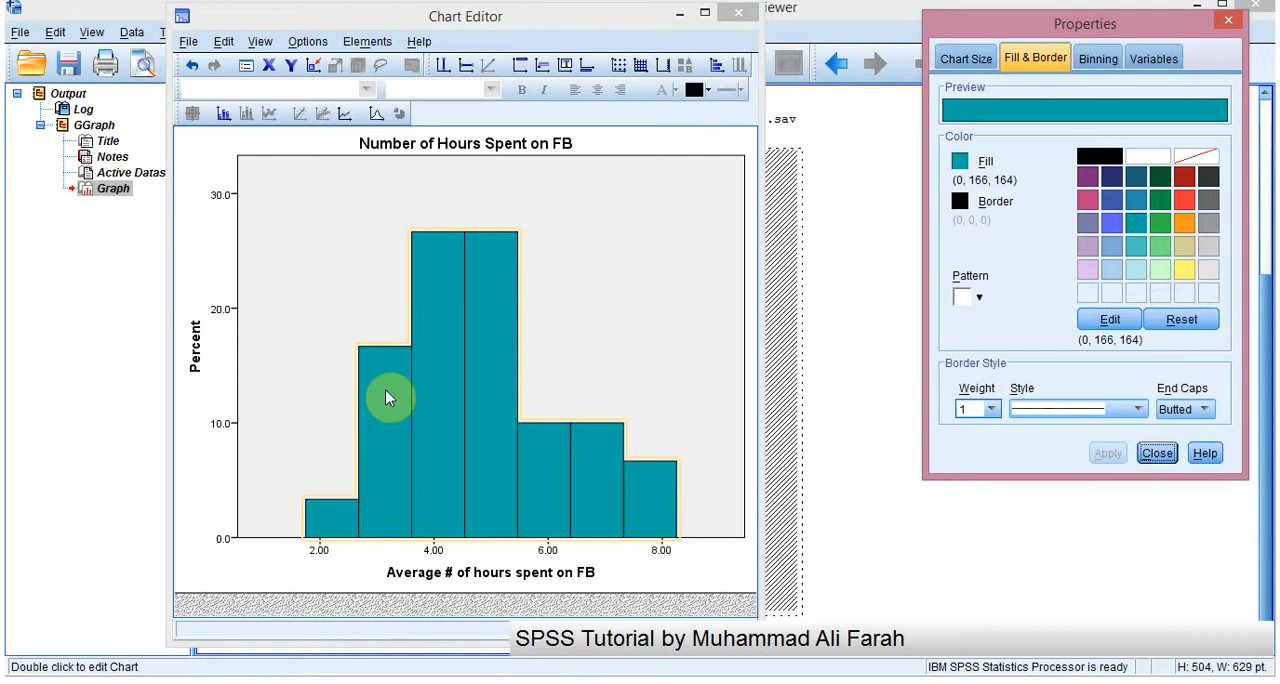 Chart Editor
ewer
Properties
File Edit View Data T
File Edit View Options Elements Help
Chart Size Fill & Border Binning Variables
Preview
B I A
Output
Log
GGraph
Title
Notes
Active Datas
Graph
.sav
Number of Hours Spent on FB
30.0
20.0
10.0
0.0
Percent
2.00 4.00 6.00 8.00
Average # of hours spent on FB
Color
Fill
(0, 166, 164)
Border
(0, 0, 0)
Pattern
Edit Reset
(0, 166, 164)
Border Style
Weight Style End Caps
1 Butted
Apply Close Help
SPSS Tutorial by Muhammad Ali Farah
Double click to edit Chart
IBM SPSS Statistics Processor is ready
H: 504, W: 629 pt.